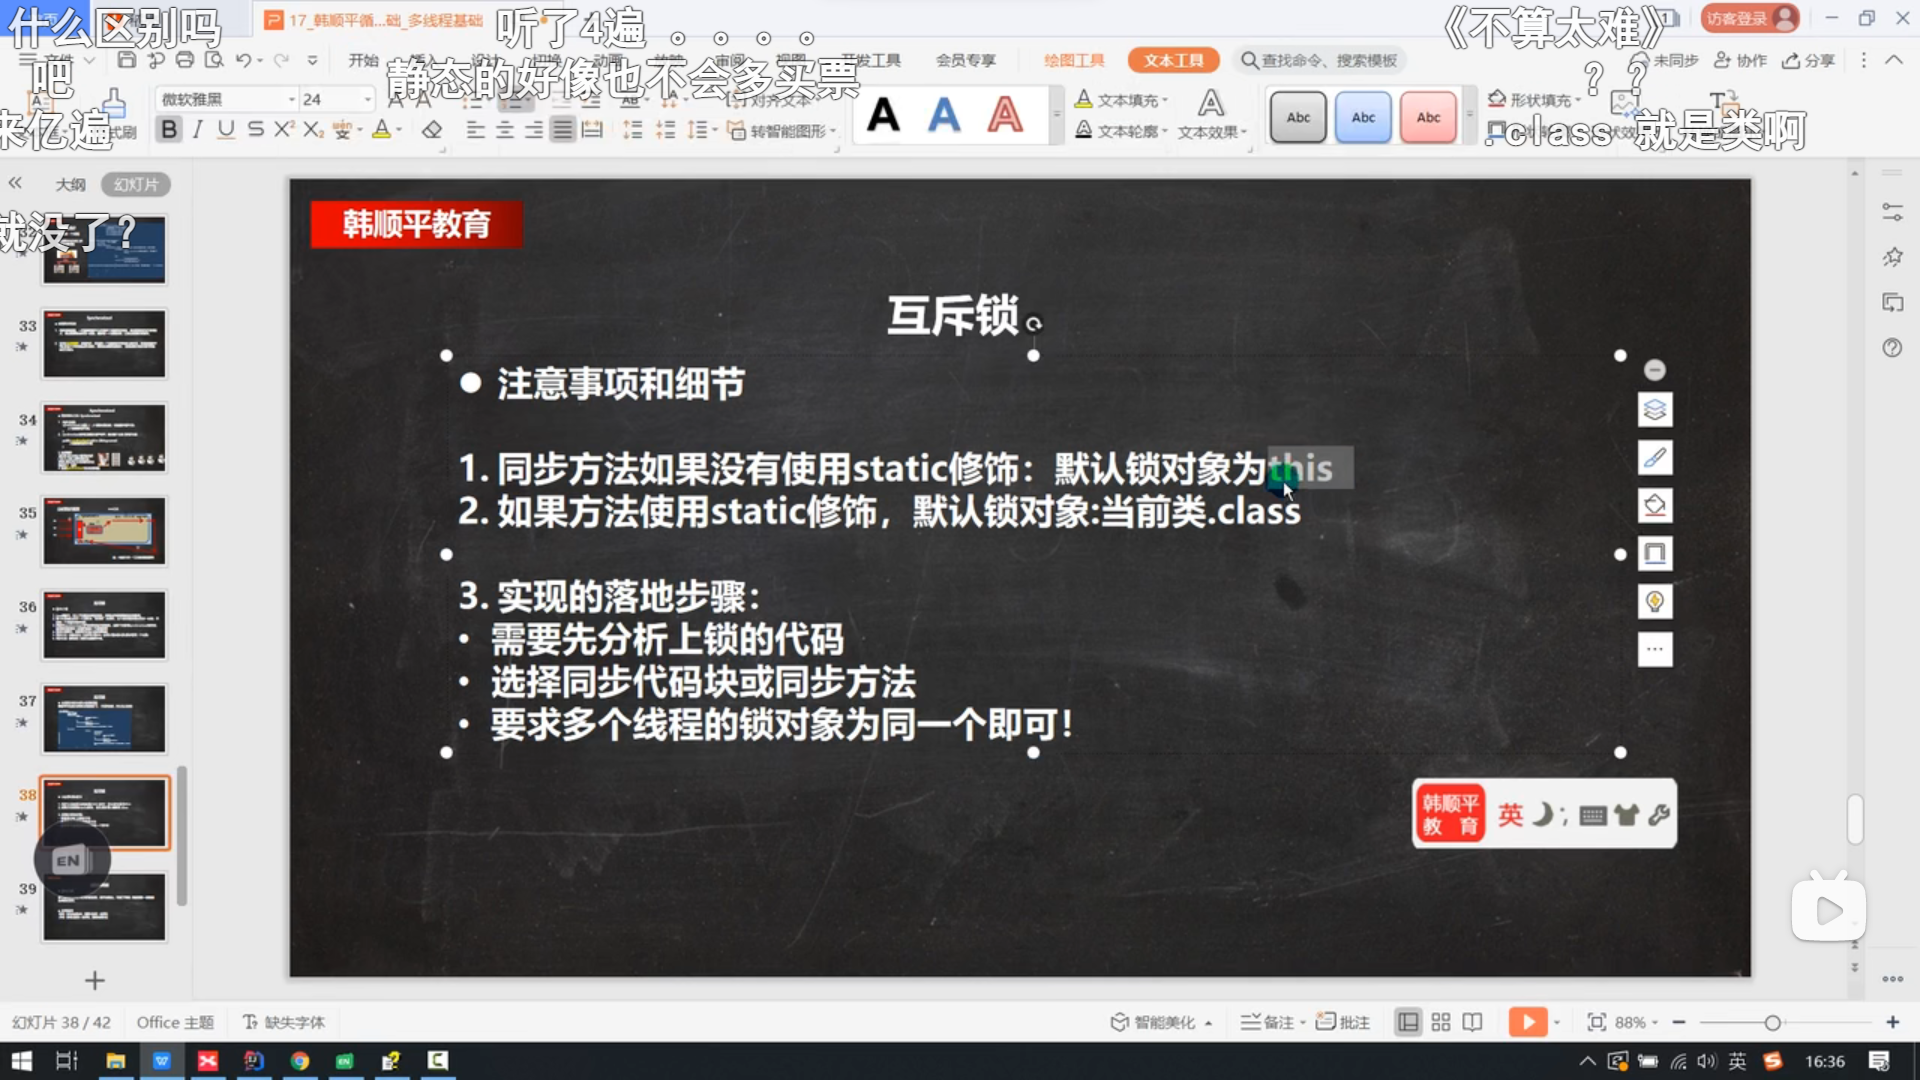 什么区别吗
听了4遍 。。。。
《不算太难》
吧
静态的好像也不会多买票
？？
来亿遍
.class 就是类啊
就没了？
17_韩顺平循...础_多线程基础
访客登录
开始
会员专享
绘图工具
文本工具
查找命令、搜索模板
未同步
协作
分享
微软雅黑
24
对齐文本
转智能图形
文本填充
文本轮廓
文本效果
Abc
Abc
Abc
形状填充
大纲
幻灯片
33
34
35
36
37
38
39
韩顺平教育
互斥锁
● 注意事项和细节
1. 同步方法如果没有使用static修饰：默认锁对象为this
2. 如果方法使用static修饰，默认锁对象:当前类.class
3. 实现的落地步骤：
• 需要先分析上锁的代码
• 选择同步代码块或同步方法
• 要求多个线程的锁对象为同一个即可！
韩顺平
教 育
英
EN
幻灯片 38 / 42
Office 主题
缺失字体
智能美化
备注
批注
88%
英
16:36